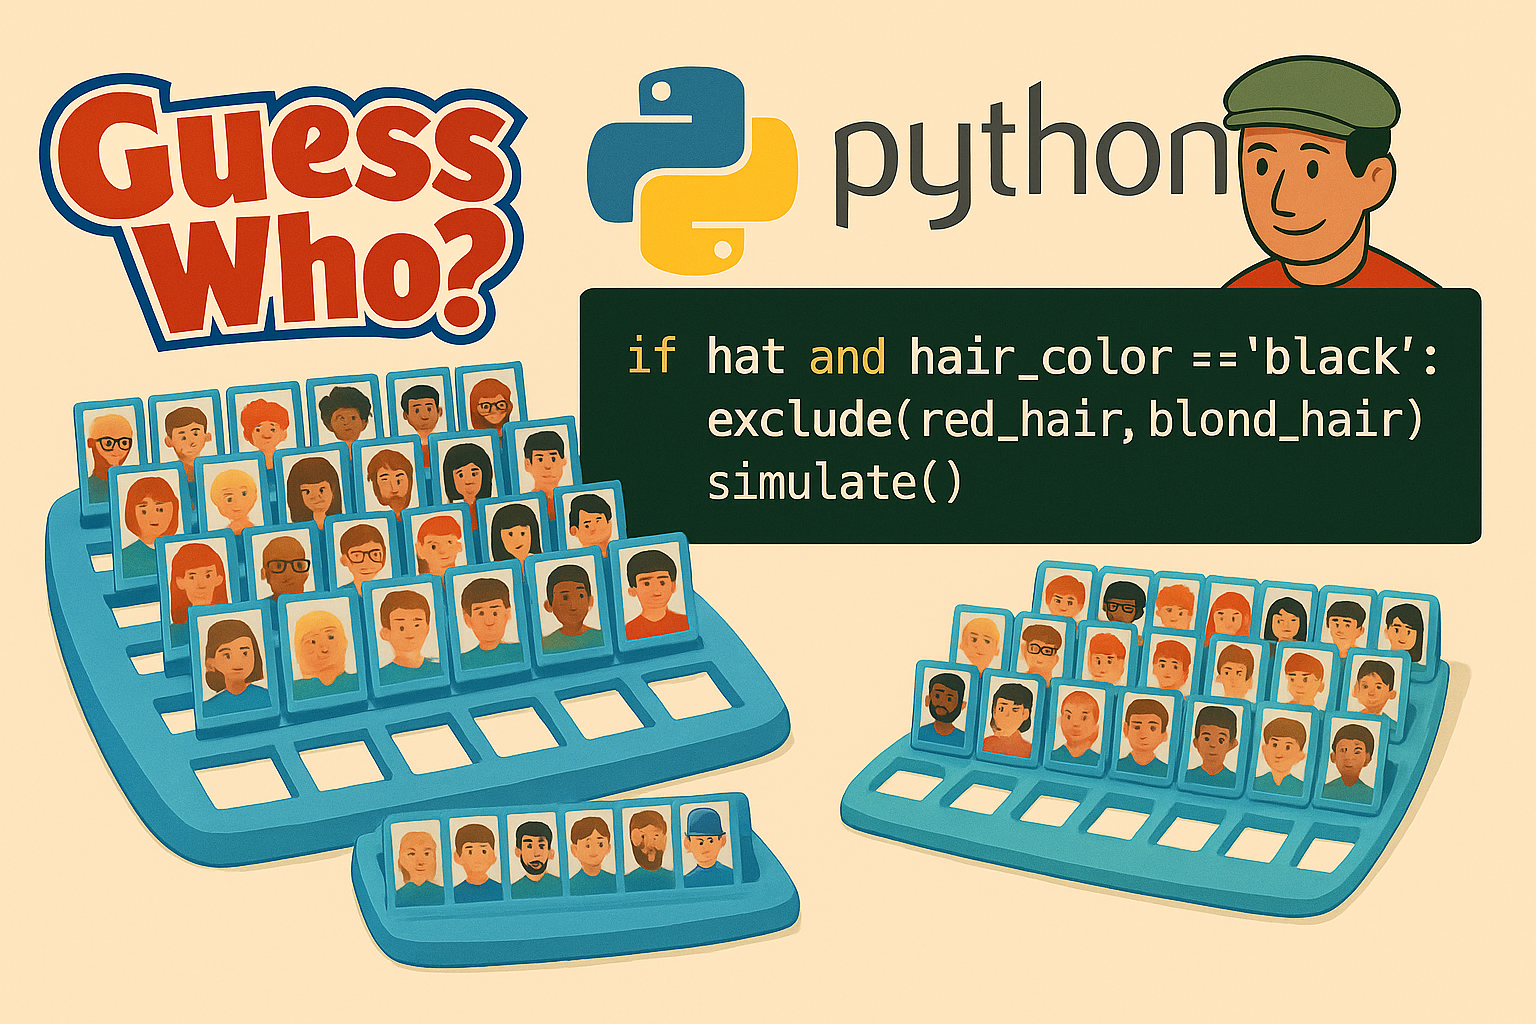 Guess
Who?
python
if hat and hair_color =='black':
exclude(red_hair, blond_hair)
simulate()